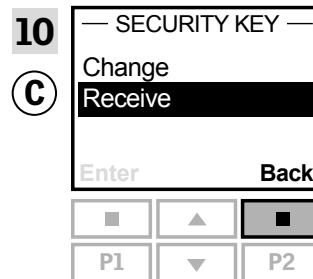 10
— SECURITY KEY —
C
Change
Receive
Enter Back
P1 P2